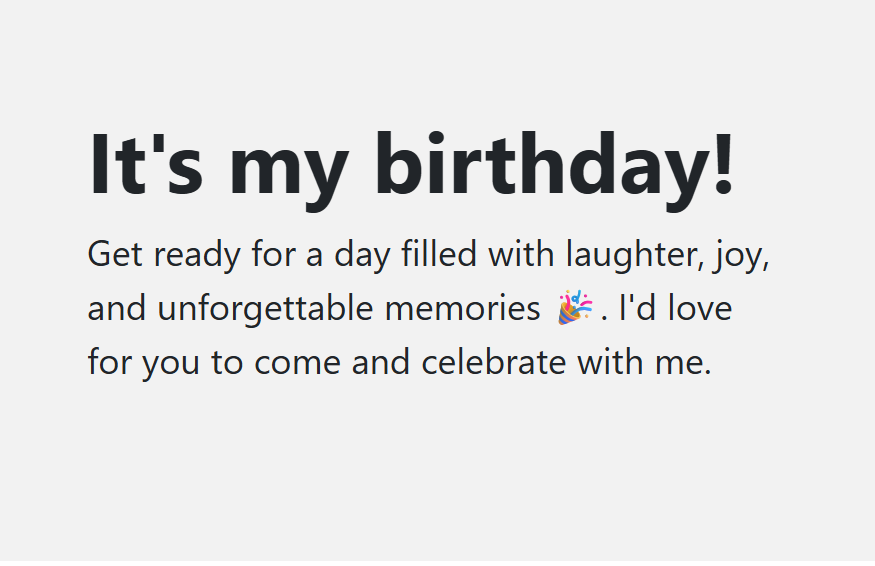 It's my birthday!
Get ready for a day filled with laughter, joy,
and unforgettable memories 🎉. I'd love
for you to come and celebrate with me.